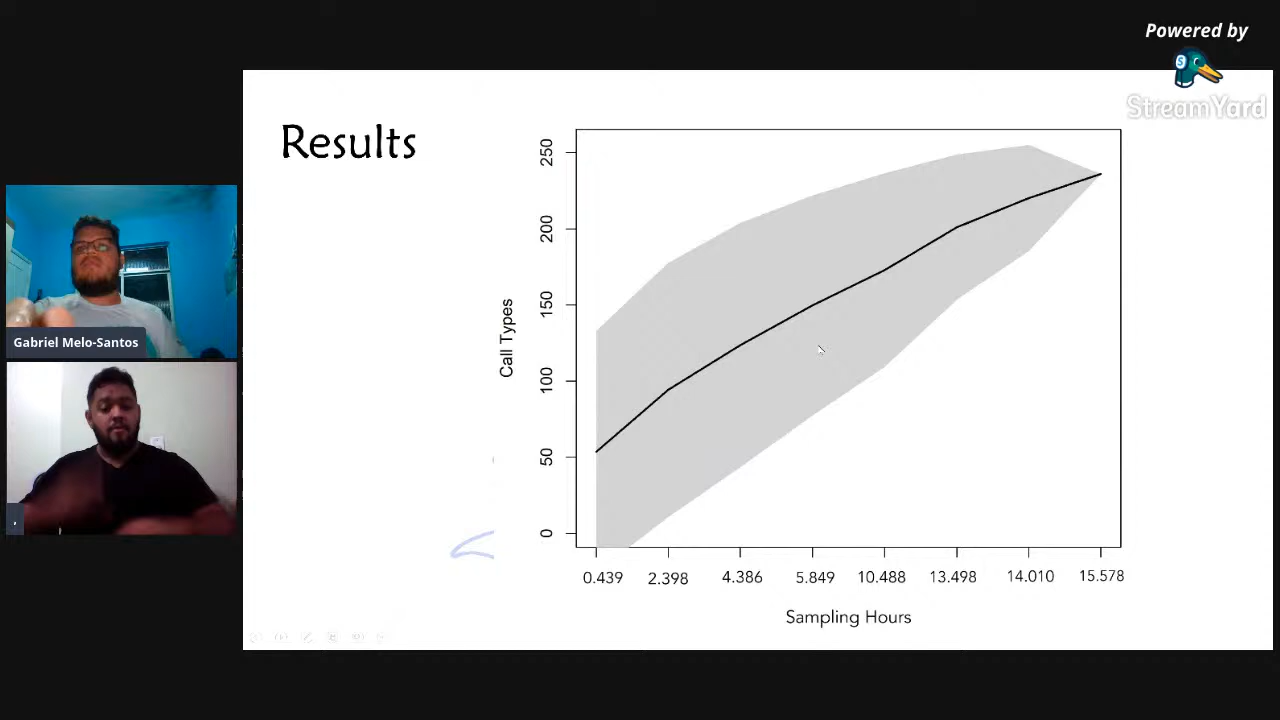 Powered by
StreamYard
Results
Gabriel Melo-Santos
Call Types
250
200
150
100
50
0
0.439 2.398 4.386 5.849 10.488 13.498 14.010 15.578
Sampling Hours